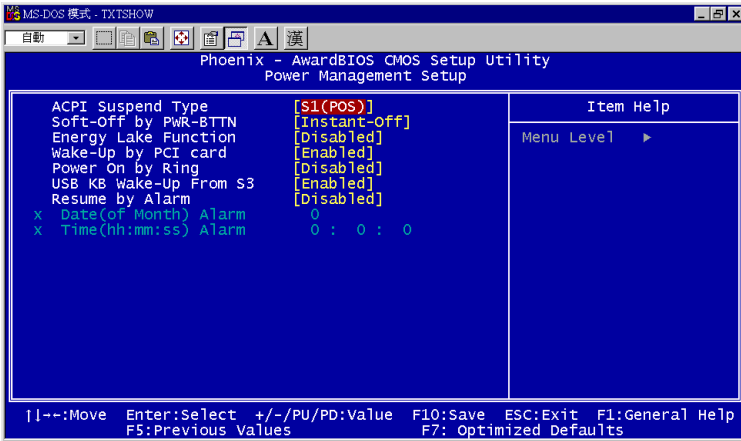 MS-DOS 模式 - TXTSHOW
自動
A 漢
Phoenix - AwardBIOS CMOS Setup Utility
Power Management Setup
ACPI Suspend Type [S1(POS)]
Soft-Off by PWR-BTTN [Instant-Off]
Energy Lake Function [Disabled]
Wake-Up by PCI card [Enabled]
Power On by Ring [Disabled]
USB KB Wake-Up From S3 [Enabled]
Resume by Alarm [Disabled]
x Date(of Month) Alarm 0
x Time(hh:mm:ss) Alarm 0 : 0 : 0
Item Help
Menu Level ▶
↑↓→←:Move Enter:Select +/-/PU/PD:Value F10:Save ESC:Exit F1:General Help
F5:Previous Values F7: Optimized Defaults